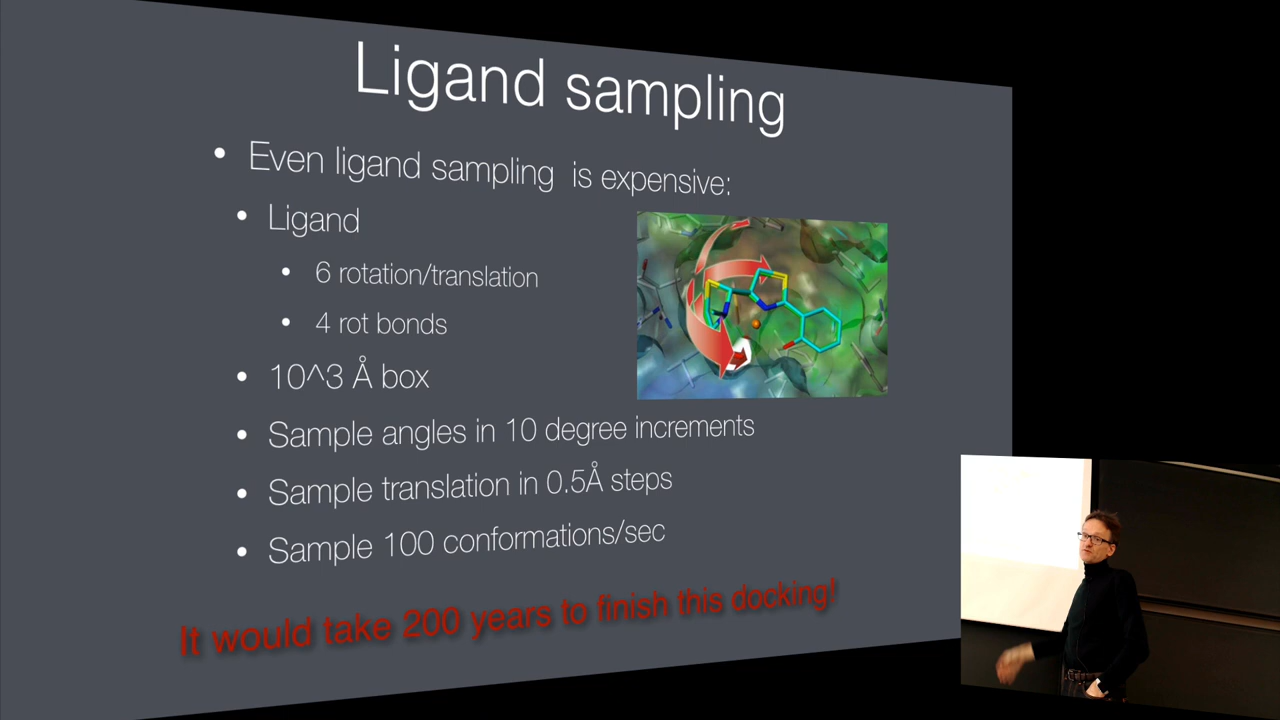 Ligand sampling
• Even ligand sampling is expensive:
• Ligand
• 6 rotation/translation
• 4 rot bonds
• 10^3 Å box
• Sample angles in 10 degree increments
• Sample translation in 0.5Å steps
• Sample 100 conformations/sec
It would take 200 years to finish this docking!